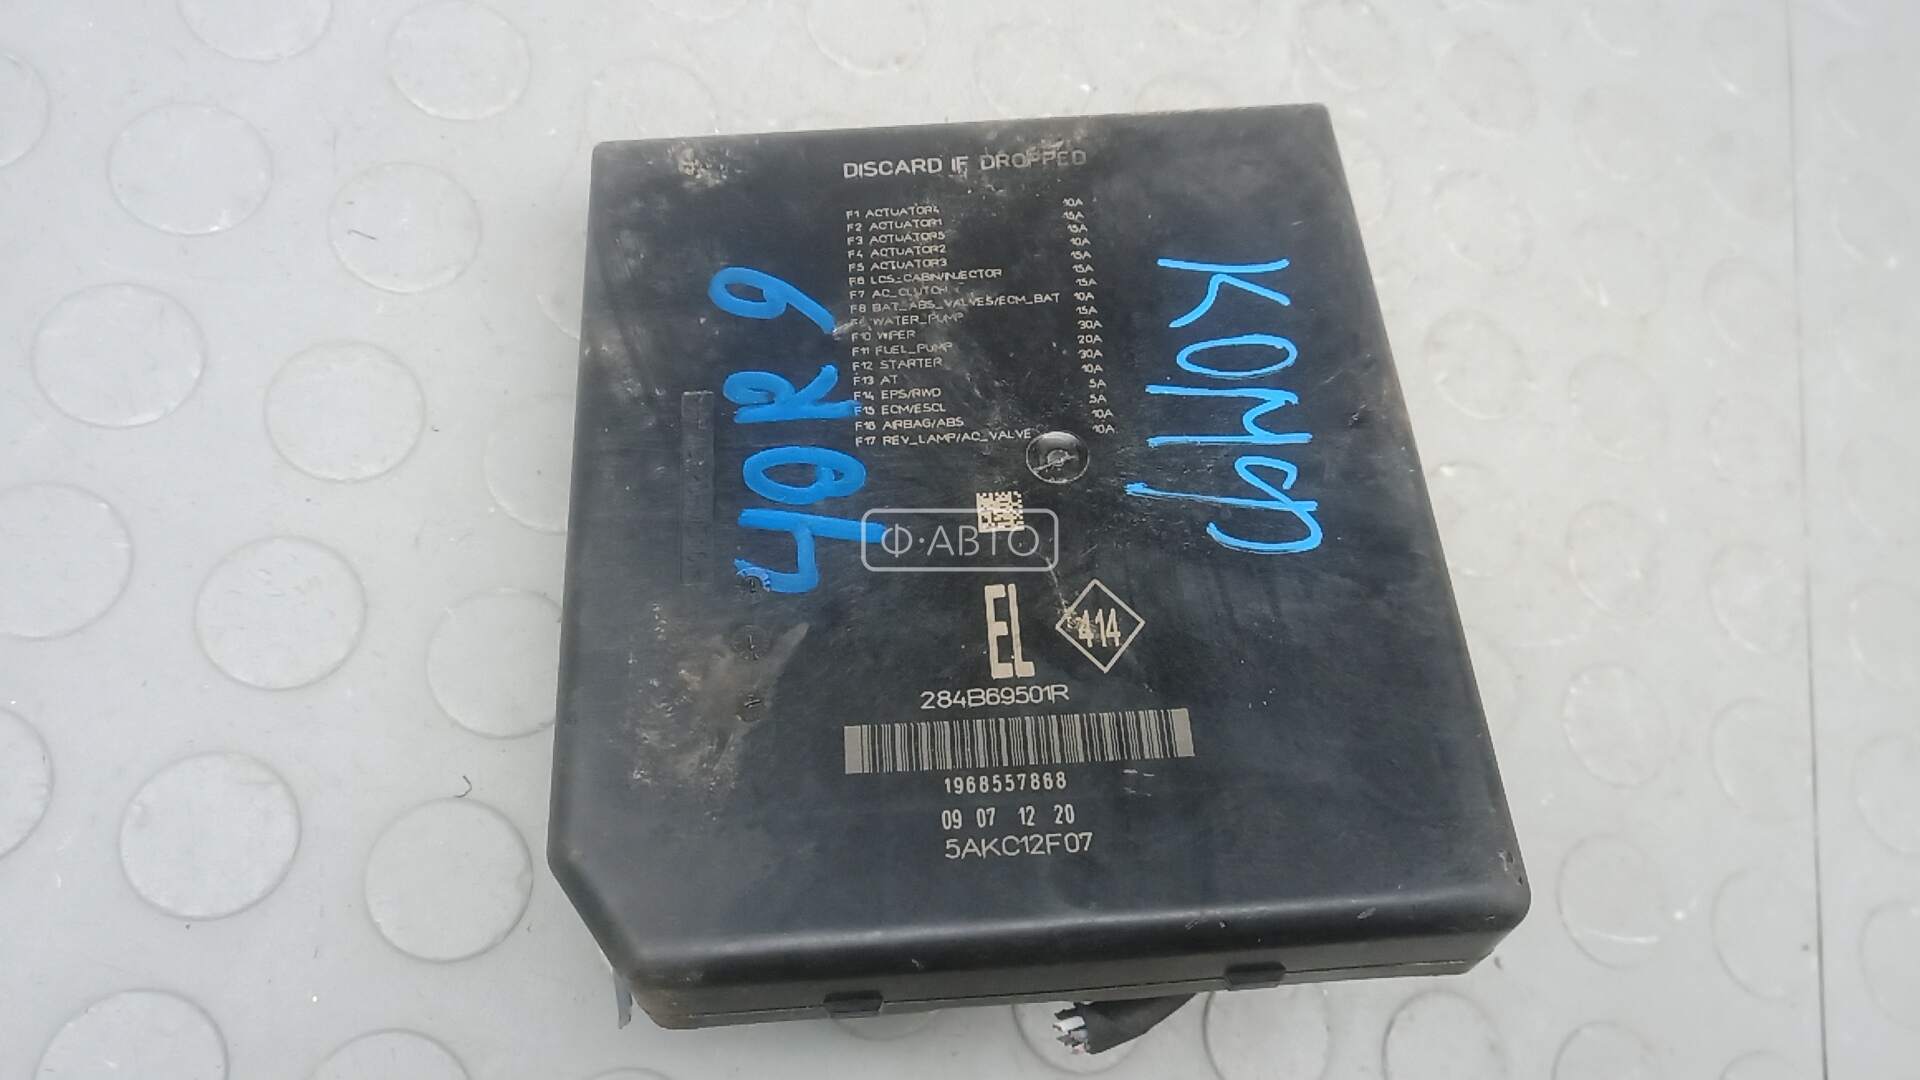 DISCARD IF DROPPED
F1 ACTUATOR4 10A
F2 ACTUATOR1 15A
F3 ACTUATOR5 15A
F4 ACTUATOR2 10A
F5 ACTUATOR3 15A
F6 LCS_CABIN/INJECTOR 15A
F7 AC_CLUTCH 15A
F8 BAT_ABS_VALVES/ECM_BAT 10A
F9 WATER_PUMP 15A
F10 WIPER 30A
F11 FUEL_PUMP 20A
F12 STARTER 30A
F13 AT 10A
F14 EPS/RWD 5A
F15 ECM/ESCL 5A
F16 AIRBAG/ABS 10A
F17 REV_LAMP/AC_VALVE 10A
Ф·АВТО
EL
414
284B69501R
1968557868
09 07 12 20
5AKC12F07